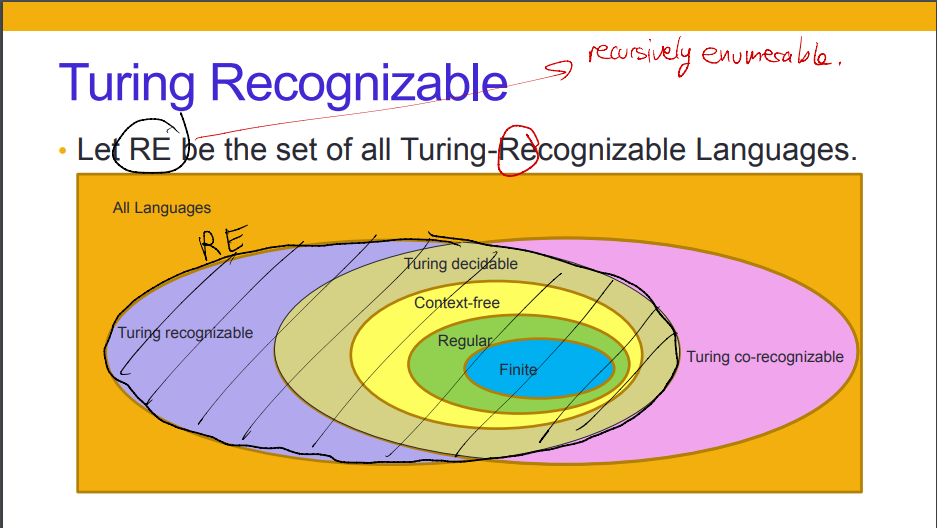 recursively enumerable.
Turing Recognizable
• Let RE be the set of all Turing-Recognizable Languages.
All Languages
RE
Turing decidable
Context-free
Turing recognizable
Regular
Turing co-recognizable
Finite